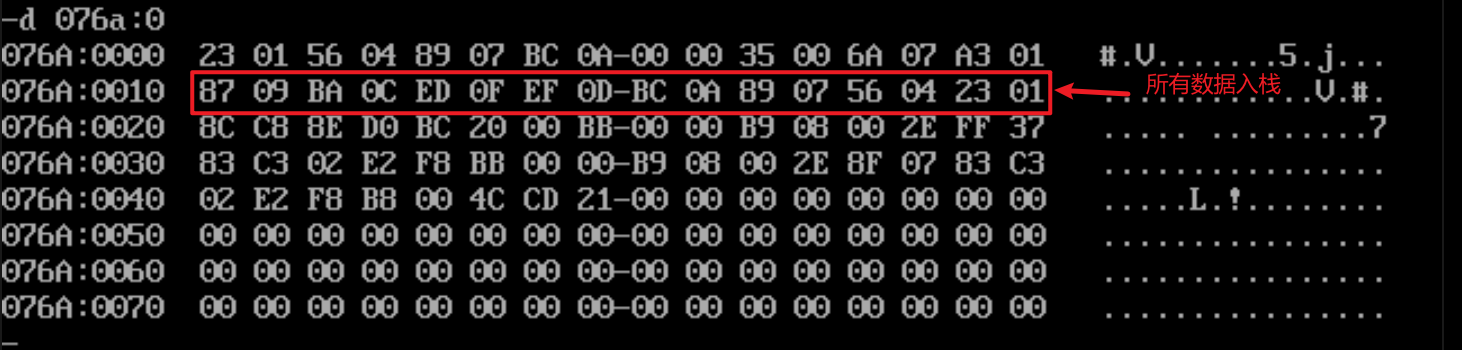 -d 076a:0
076A:0000 23 01 56 04 89 07 BC 0A-00 00 35 00 6A 07 A3 01 #.V.......5.j...
076A:0010 87 09 BA 0C ED 0F EF 0D-BC 0A 89 07 56 04 23 01 ............V.#.
所有数据入栈
076A:0020 8C C8 8E D0 BC 20 00 BB-00 00 B9 08 00 2E FF 37 ..... .........7
076A:0030 83 C3 02 E2 F8 BB 00 00-B9 08 00 2E 8F 07 83 C3 ................
076A:0040 02 E2 F8 B8 00 4C CD 21-00 00 00 00 00 00 00 00 .....L.!........
076A:0050 00 00 00 00 00 00 00 00-00 00 00 00 00 00 00 00 ................
076A:0060 00 00 00 00 00 00 00 00-00 00 00 00 00 00 00 00 ................
076A:0070 00 00 00 00 00 00 00 00-00 00 00 00 00 00 00 00 ................